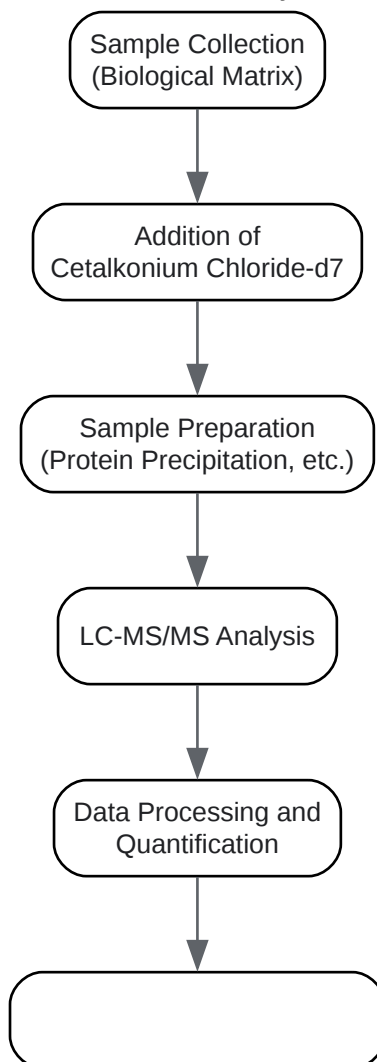 Sample Collection
(Biological Matrix)
Addition of
Cetalkonium Chloride-d7
Sample Preparation
(Protein Precipitation, etc.)
LC-MS/MS Analysis
Data Processing and
Quantification